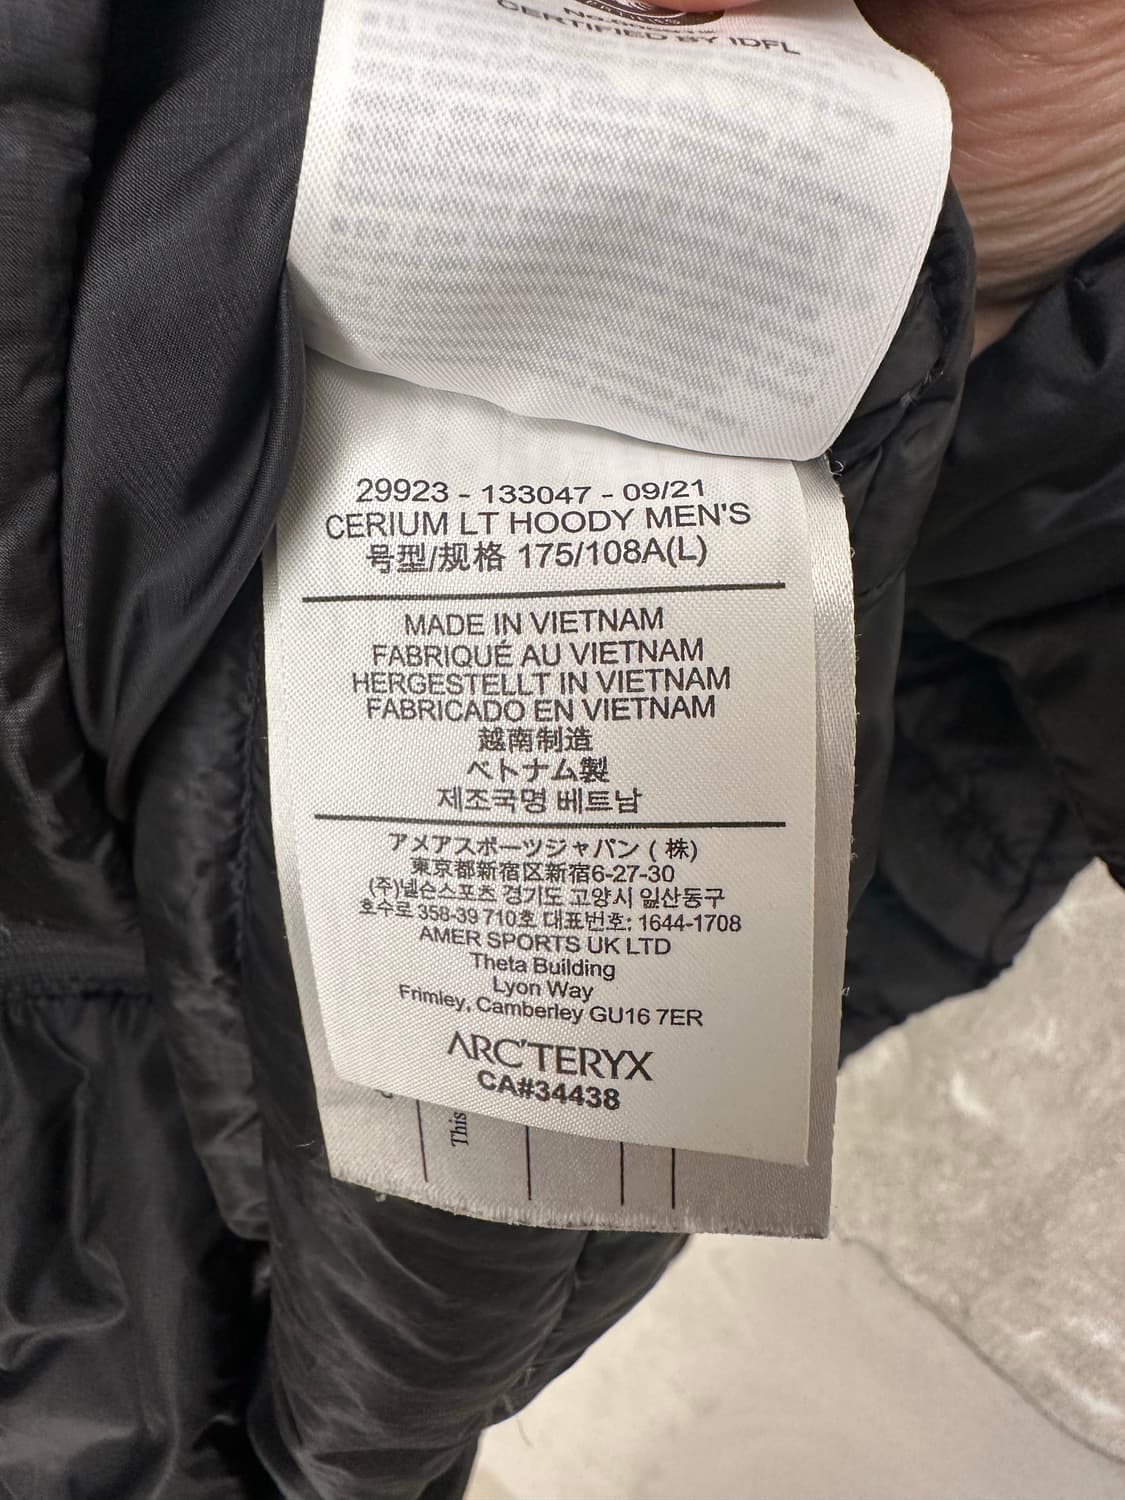 CERTIFIED BY IDFL
29923 - 133047 - 09/21
CERIUM LT HOODY MEN'S
号型/规格 175/108A(L)
MADE IN VIETNAM
FABRIQUÉ AU VIETNAM
HERGESTELLT IN VIETNAM
FABRICADO EN VIETNAM
越南制造
ベトナム製
제조국명 베트남
アメアスポーツジャパン (株)
東京都新宿区新宿6-27-30
(주)넬슨스포츠 경기도 고양시 일산동구
호수로 358-39 710호 대표번호: 1644-1708
AMER SPORTS UK LTD
Theta Building
Lyon Way
Frimley, Camberley GU16 7ER
ARC'TERYX
CA#34438
This